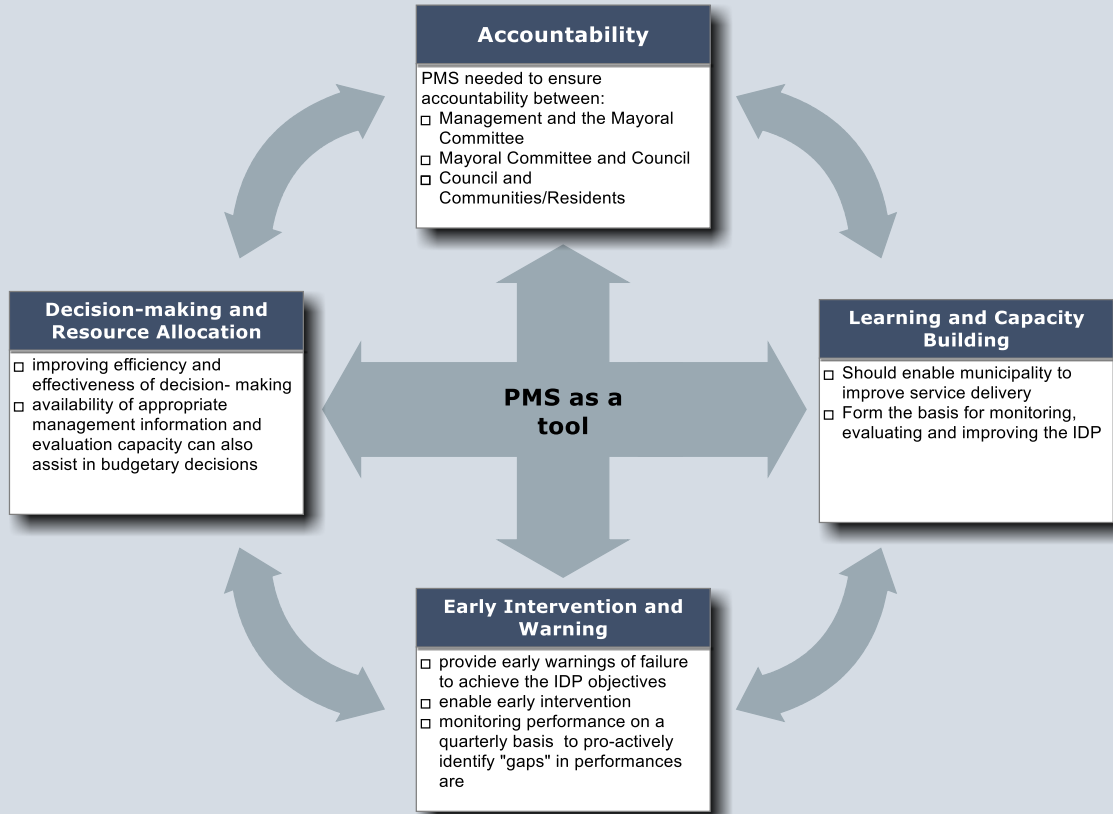 Accountability
PMS needed to ensure
accountability between:
Management and the Mayoral
Committee
Mayoral Committee and Council
Council and
Communities/Residents
Decision-making and
Resource Allocation
improving efficiency and
effectiveness of decision- making
availability of appropriate
management information and
evaluation capacity can also
assist in budgetary decisions
PMS as a
tool
Learning and Capacity
Building
Should enable municipality to
improve service delivery
Form the basis for monitoring,
evaluating and improving the IDP
Early Intervention and
Warning
provide early warnings of failure
to achieve the IDP objectives
enable early intervention
monitoring performance on a
quarterly basis  to pro-actively
identify "gaps" in performances
are